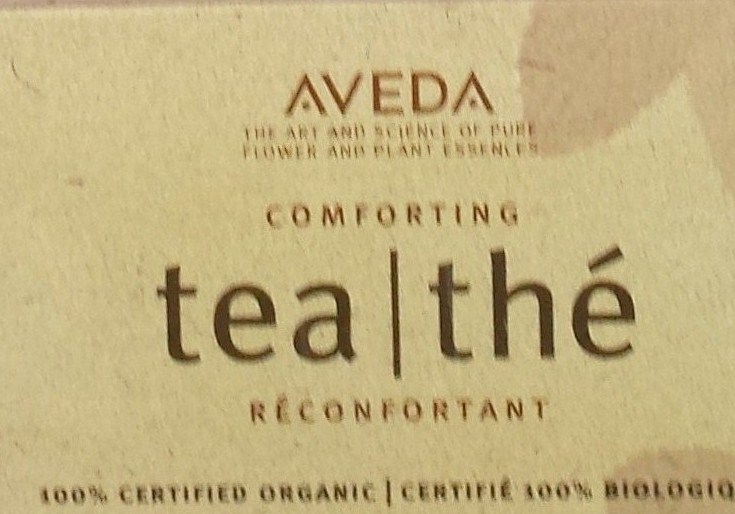 AVEDA
THE ART AND SCIENCE OF PURE
FLOWER AND PLANT ESSENCES
COMFORTING
tea|thé
RÉCONFORTANT
100% CERTIFIED ORGANIC | CERTIFIÉ 100% BIOLOGIQ